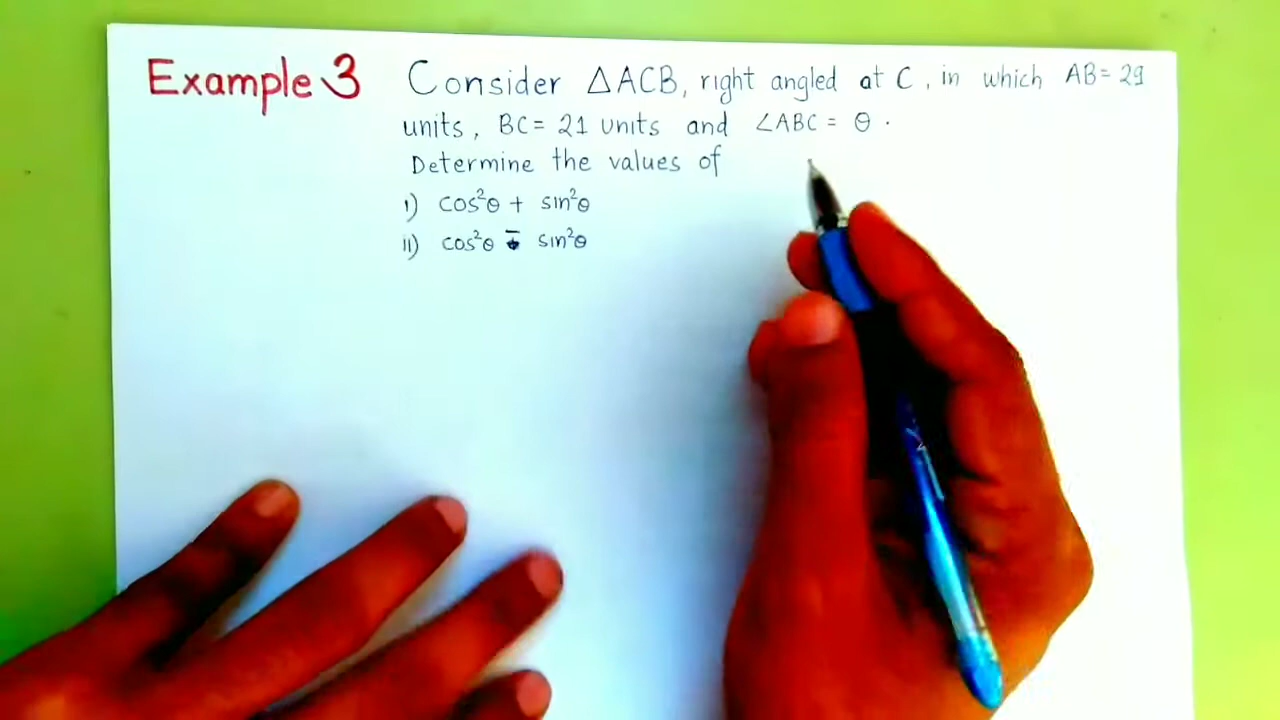 Example 3
Consider △ACB, right angled at C, in which AB = 29
units, BC = 21 units and ∠ABC = θ.
Determine the values of
i) cos²θ + sin²θ
ii) cos²θ - sin²θ